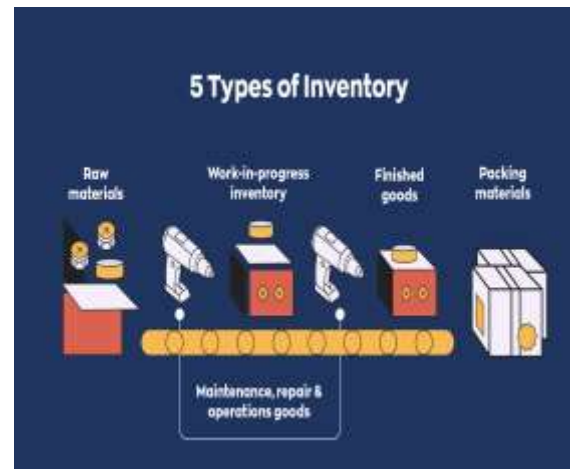 5 Types of Inventory
Raw
materials
Work-in-progress
inventory
Finished
goods
Packing
materials
Maintenance, repair &
operations goods